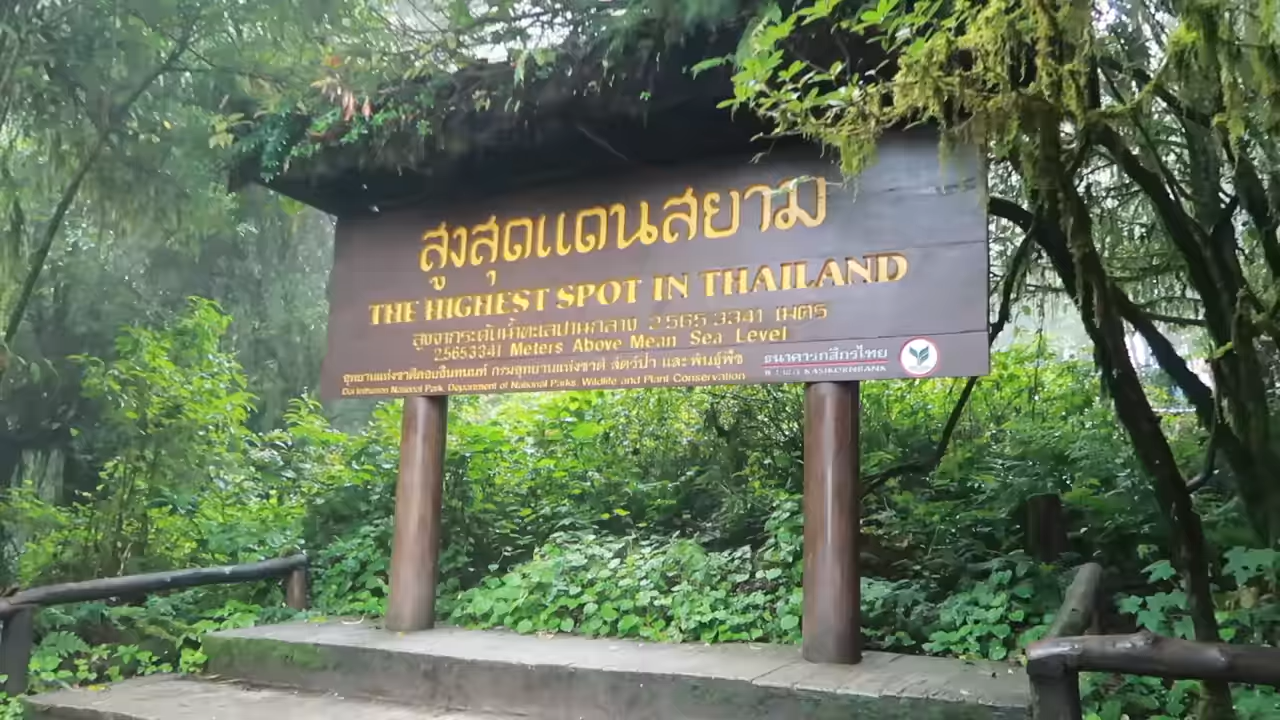 สูงสุดแดนสยาม
THE HIGHEST SPOT IN THAILAND
สูงจากระดับน้ำทะเลปานกลาง 2,565.3341 เมตร
2,565.3341 Meters Above Mean Sea Level
อุทยานแห่งชาติดอยอินทนนท์ กรมอุทยานแห่งชาติ สัตว์ป่า และ พันธุ์พืช
Doi Inthanon National Park, Department of National Parks, Wildlife and Plant Conservation
ธนาคารกสิกรไทย
KASIKORNBANK